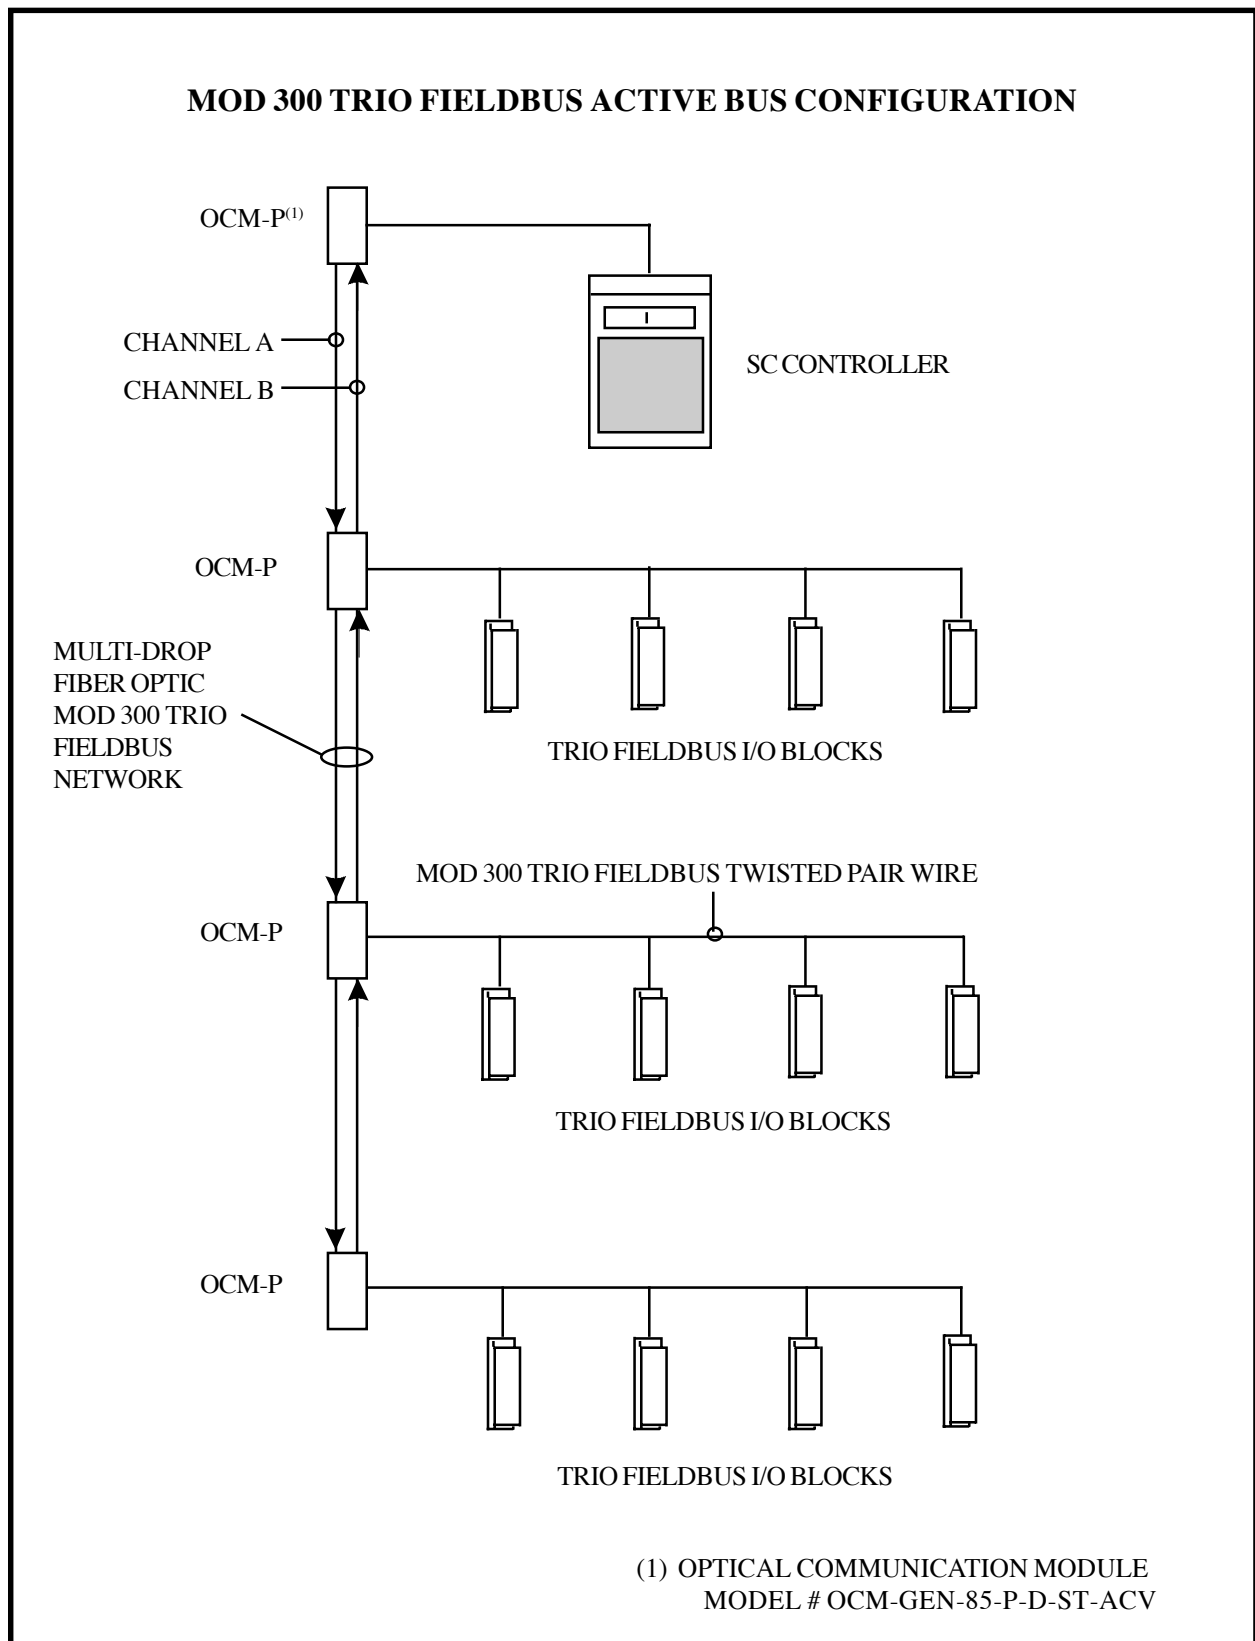 MOD 300 TRIO FIELDBUS ACTIVE BUS CONFIGURATION
OCM-P(1)
CHANNEL A
CHANNEL B
SC CONTROLLER
OCM-P
MULTI-DROP
FIBER OPTIC
MOD 300 TRIO
FIELDBUS
NETWORK
TRIO FIELDBUS I/O BLOCKS
MOD 300 TRIO FIELDBUS TWISTED PAIR WIRE
OCM-P
TRIO FIELDBUS I/O BLOCKS
OCM-P
TRIO FIELDBUS I/O BLOCKS
(1) OPTICAL COMMUNICATION MODULE
MODEL # OCM-GEN-85-P-D-ST-ACV